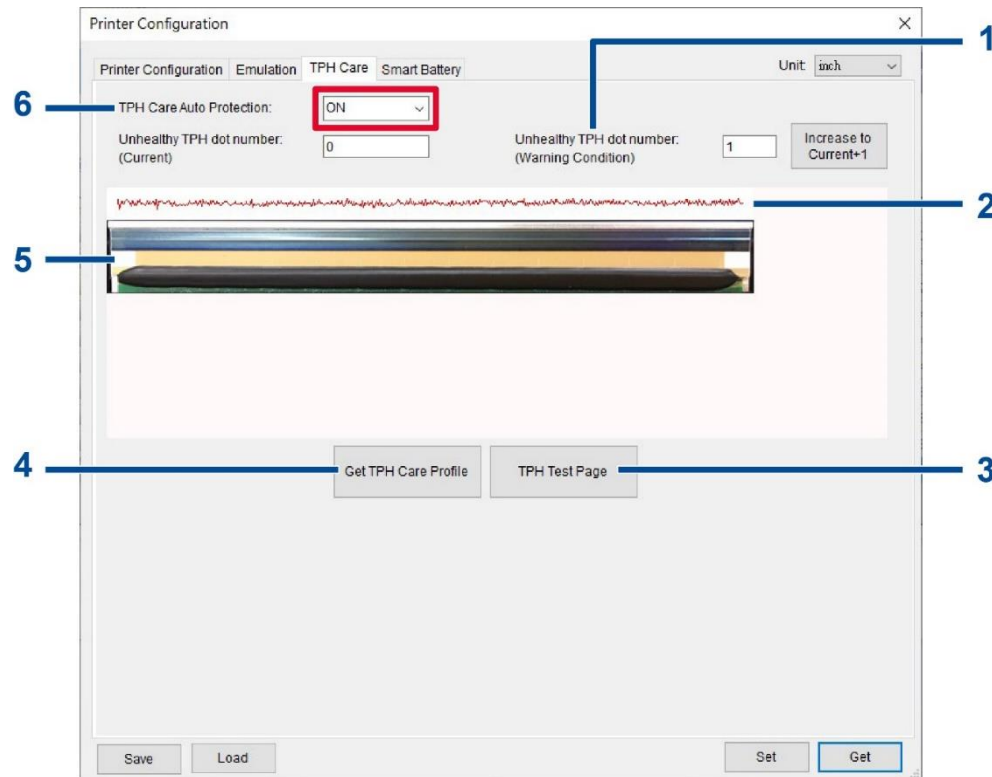 Printer Configuration
1
Printer Configuration Emulation TPH Care Smart Battery Unit: inch
6
TPH Care Auto Protection: ON
Unhealthy TPH dot number: 0 Unhealthy TPH dot number: 1 Increase to
(Current) (Warning Condition) Current+1
2
5
4
Get TPH Care Profile TPH Test Page
3
Save Load Set Get